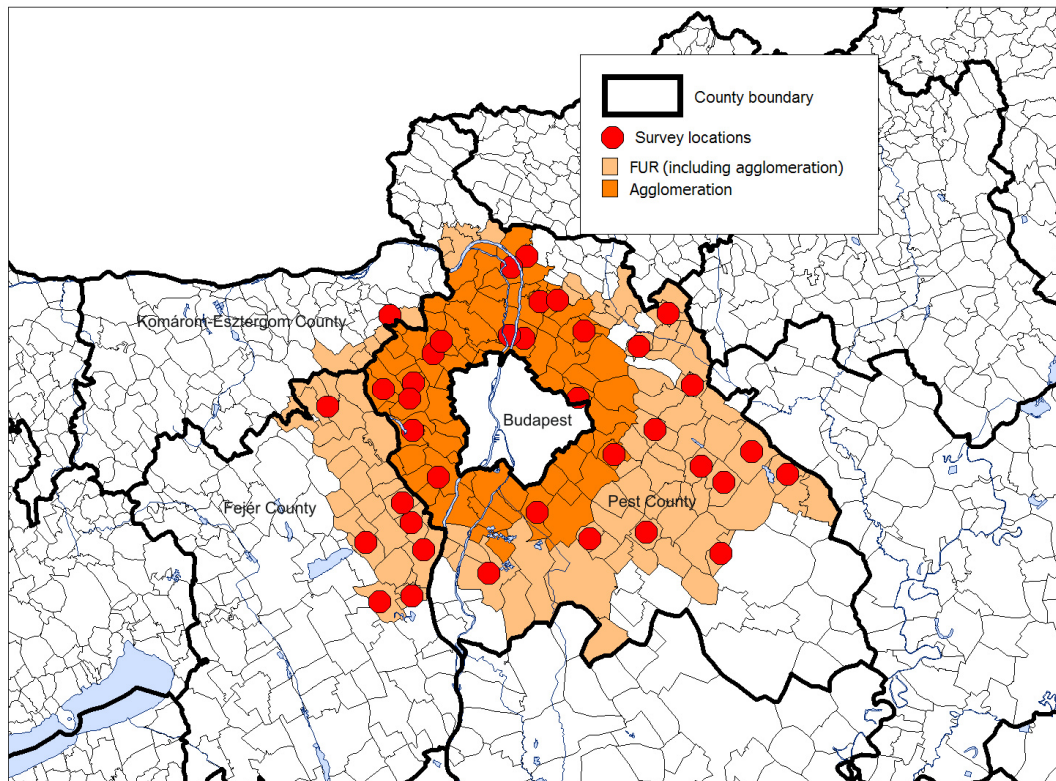 County boundary
Survey locations
FUR (including agglomeration)
Agglomeration
Komárom-Esztergom County
Budapest
Fejér County
Pest County